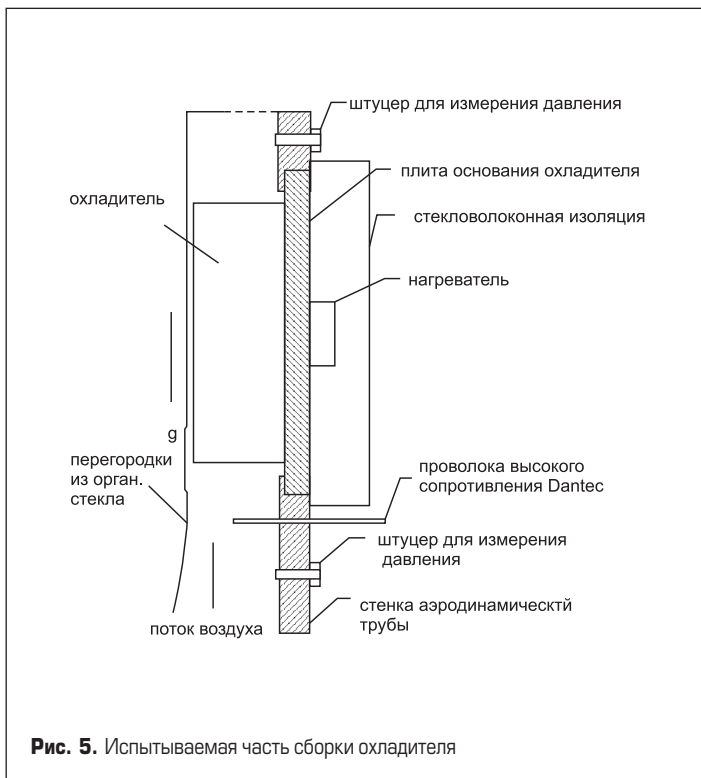 штуцер для измерения давления
плита основания охладителя
охладитель
стекловолоконная изоляция
нагреватель
g
перегородки
из орган.
стекла
проволока высокого
сопротивления Dantec
штуцер для измерения
давления
стенка аэродинамическтй
трубы
поток воздуха
Рис. 5. Испытываемая часть сборки охладителя